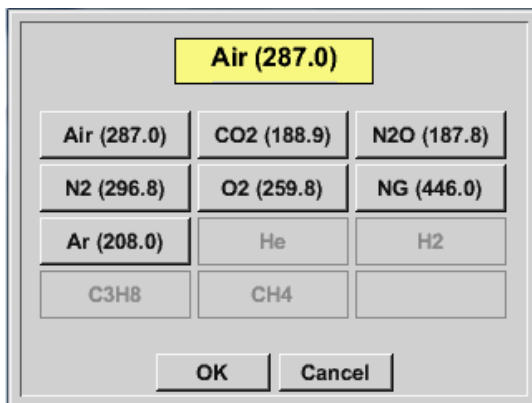 Air (287.0)
Air (287.0) CO2 (188.9) N2O (187.8)
N2 (296.8) O2 (259.8) NG (446.0)
Ar (208.0) He H2
C3H8 CH4
OK Cancel